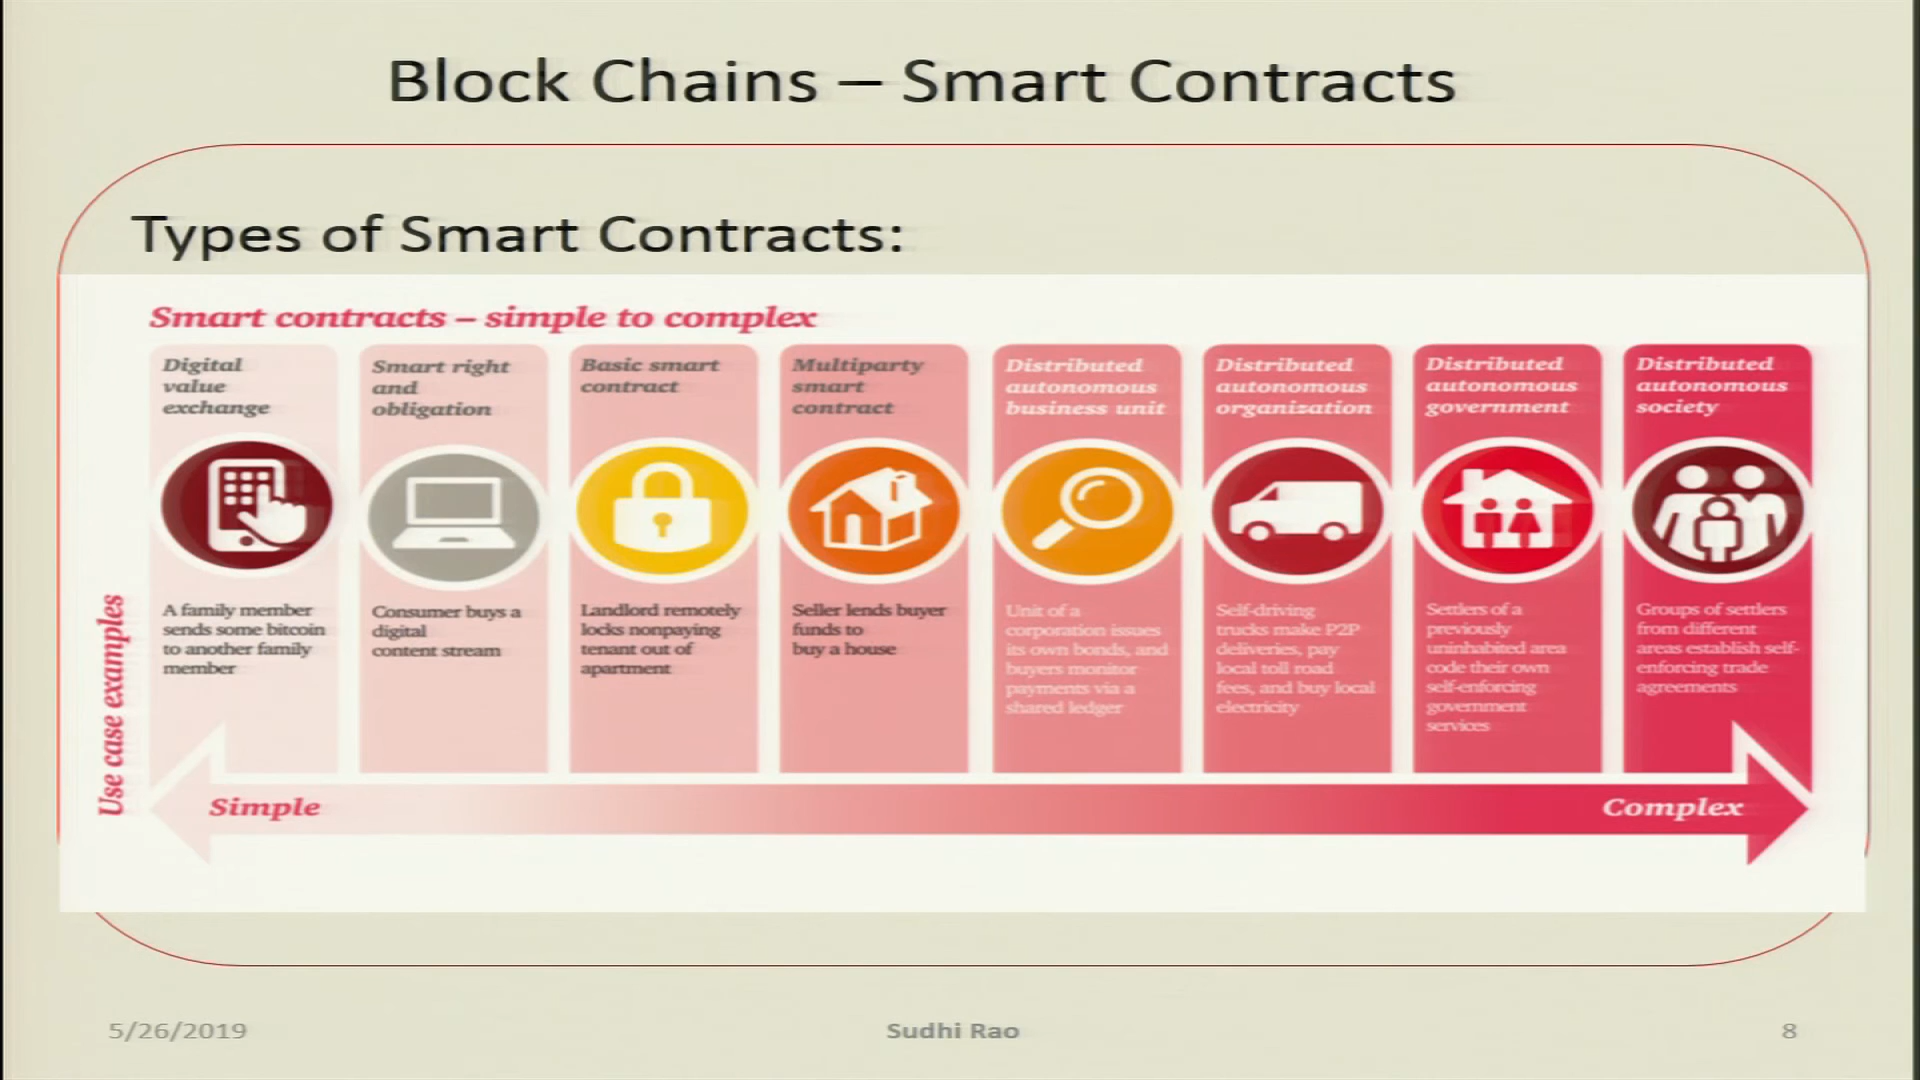 Block Chains – Smart Contracts
Types of Smart Contracts:
Smart contracts – simple to complex
Digital
value
exchange
A family member
sends some bitcoin
to another family
member
Smart right
and
obligation
Consumer buys a
digital
content stream
Basic smart
contract
Landlord remotely
locks nonpaying
tenant out of
apartment
Multiparty
smart
contract
Seller lends buyer
funds to
buy a house
Distributed
autonomous
business unit
Unit of a
corporation issues
its own bonds, and
buyers monitor
payments via a
shared ledger
Distributed
autonomous
organization
Self-driving
trucks make P2P
deliveries, pay
local toll road
fees, and buy local
electricity
Distributed
autonomous
government
Settlers of a
previously
uninhabited area
code their own
self-enforcing
government
services
Distributed
autonomous
society
Groups of settlers
from different
areas establish self-
enforcing trade
agreements
Use case examples
Simple
Complex
5/26/2019
Sudhi Rao
8